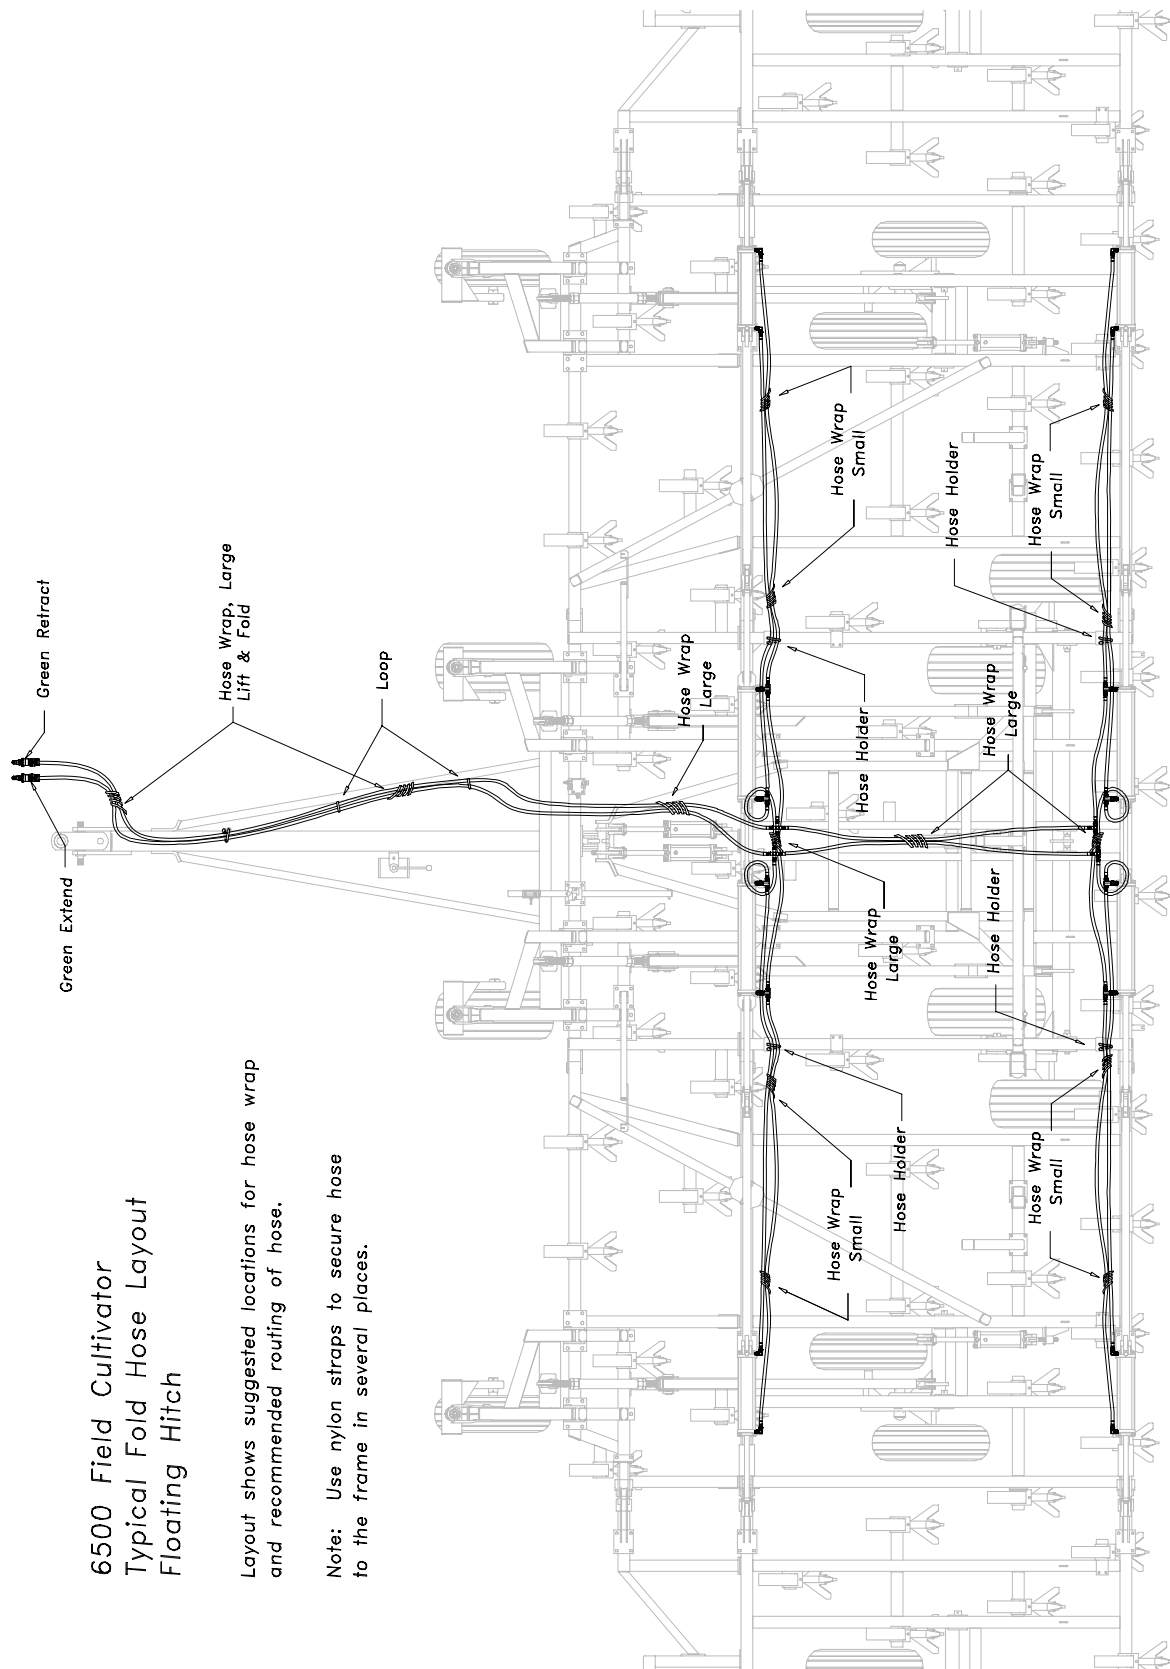 6500 Field Cultivator
Typical Fold Hose Layout
Floating Hitch
Layout shows suggested locations for hose wrap
and recommended routing of hose.
Note: Use nylon straps to secure hose
to the frame in several places.
Green Extend
Green Retract
Hose Wrap, Large
Lift & Fold
Loop
Hose Wrap
Large
Hose Wrap
Small
Hose Holder
Hose Wrap
Large
Hose Holder
Hose Wrap
Small
Hose Wrap
Small
Hose Holder
Hose Wrap
Large
Hose Holder
Hose Wrap
Small